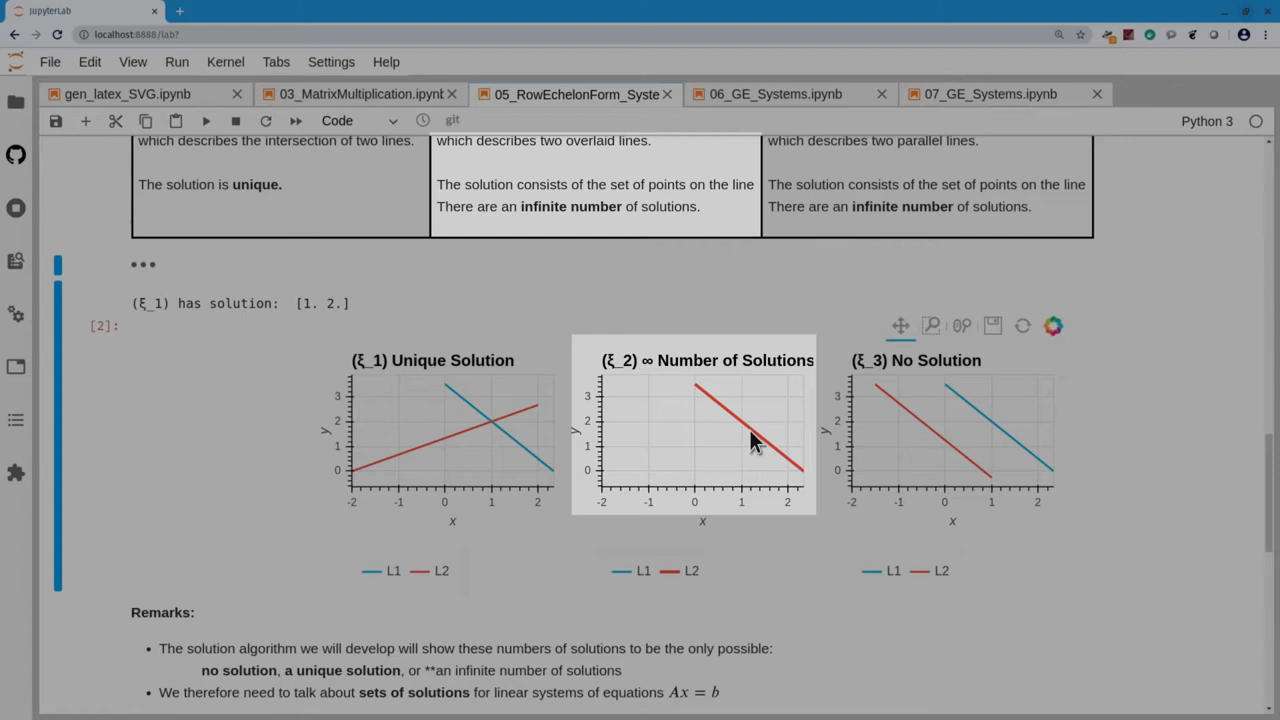 JupyterLab
localhost:8888/lab?
File Edit View Run Kernel Tabs Settings Help
gen_latex_SVG.ipynb 03_MatrixMultiplication.ipynb 05_RowEchelonForm_Syste 06_GE_Systems.ipynb 07_GE_Systems.ipynb
Code git Python 3
which describes the intersection of two lines. which describes two overlaid lines. which describes two parallel lines.
The solution is unique. The solution consists of the set of points on the line The solution consists of the set of points on the line
There are an infinite number of solutions. There are an infinite number of solutions.
(ξ_1) has solution: [1. 2.]
[2]:
(ξ_1) Unique Solution (ξ_2) ∞ Number of Solutions (ξ_3) No Solution
3 3 3
2 2 2
y y y
1 1 1
0 0 0
-2 -1 0 1 2 -2 -1 0 1 2 -2 -1 0 1 2
x x x
L1 L2 L1 L2 L1 L2
Remarks:
• The solution algorithm we will develop will show these numbers of solutions to be the only possible:
no solution, a unique solution, or **an infinite number of solutions
• We therefore need to talk about sets of solutions for linear systems of equations Ax = b